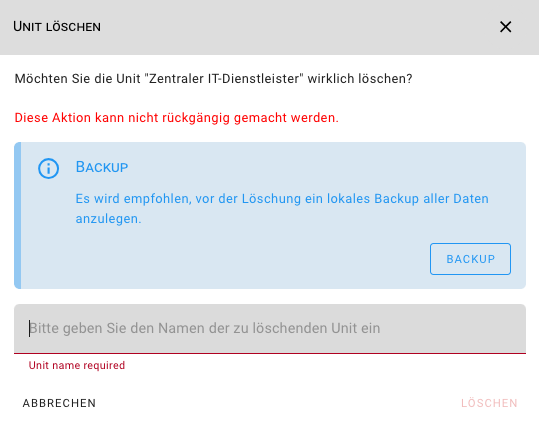 Unit löschen
Möchten Sie die Unit "Zentraler IT-Dienstleister" wirklich löschen?
Diese Aktion kann nicht rückgängig gemacht werden.
Backup
Es wird empfohlen, vor der Löschung ein lokales Backup aller Daten
anzulegen.
BACKUP
Bitte geben Sie den Namen der zu löschenden Unit ein
Unit name required
ABBRECHEN
LÖSCHEN